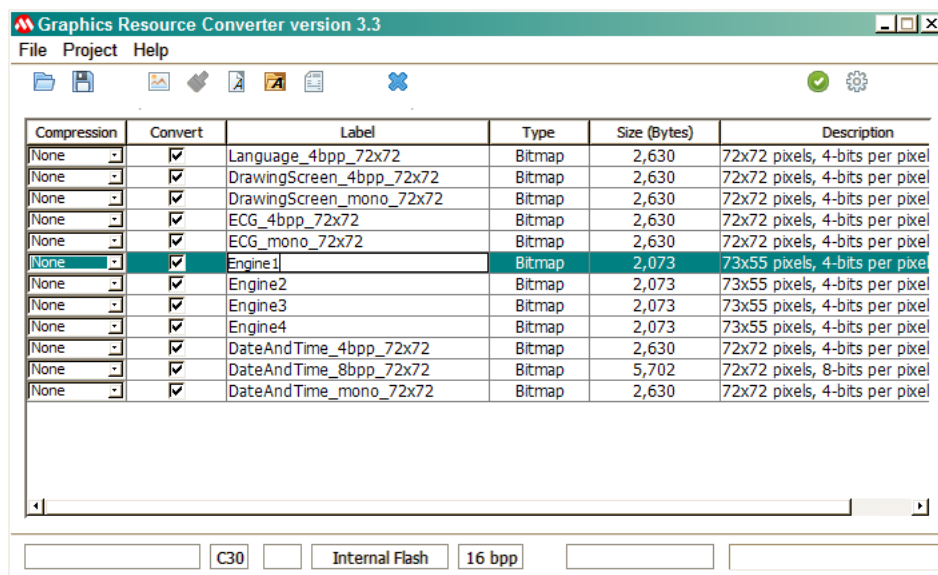 Graphics Resource Converter version 3.3
File Project Help
Compression Convert Label Type Size (Bytes) Description
None Language_4bpp_72x72 Bitmap 2,630 72x72 pixels, 4-bits per pixel
None DrawingScreen_4bpp_72x72 Bitmap 2,630 72x72 pixels, 4-bits per pixel
None DrawingScreen_mono_72x72 Bitmap 2,630 72x72 pixels, 4-bits per pixel
None ECG_4bpp_72x72 Bitmap 2,630 72x72 pixels, 4-bits per pixel
None ECG_mono_72x72 Bitmap 2,630 72x72 pixels, 4-bits per pixel
None Engine1 Bitmap 2,073 73x55 pixels, 4-bits per pixel
None Engine2 Bitmap 2,073 73x55 pixels, 4-bits per pixel
None Engine3 Bitmap 2,073 73x55 pixels, 4-bits per pixel
None Engine4 Bitmap 2,073 73x55 pixels, 4-bits per pixel
None DateAndTime_4bpp_72x72 Bitmap 2,630 72x72 pixels, 4-bits per pixel
None DateAndTime_8bpp_72x72 Bitmap 5,702 72x72 pixels, 8-bits per pixel
None DateAndTime_mono_72x72 Bitmap 2,630 72x72 pixels, 4-bits per pixel
C30 Internal Flash 16 bpp